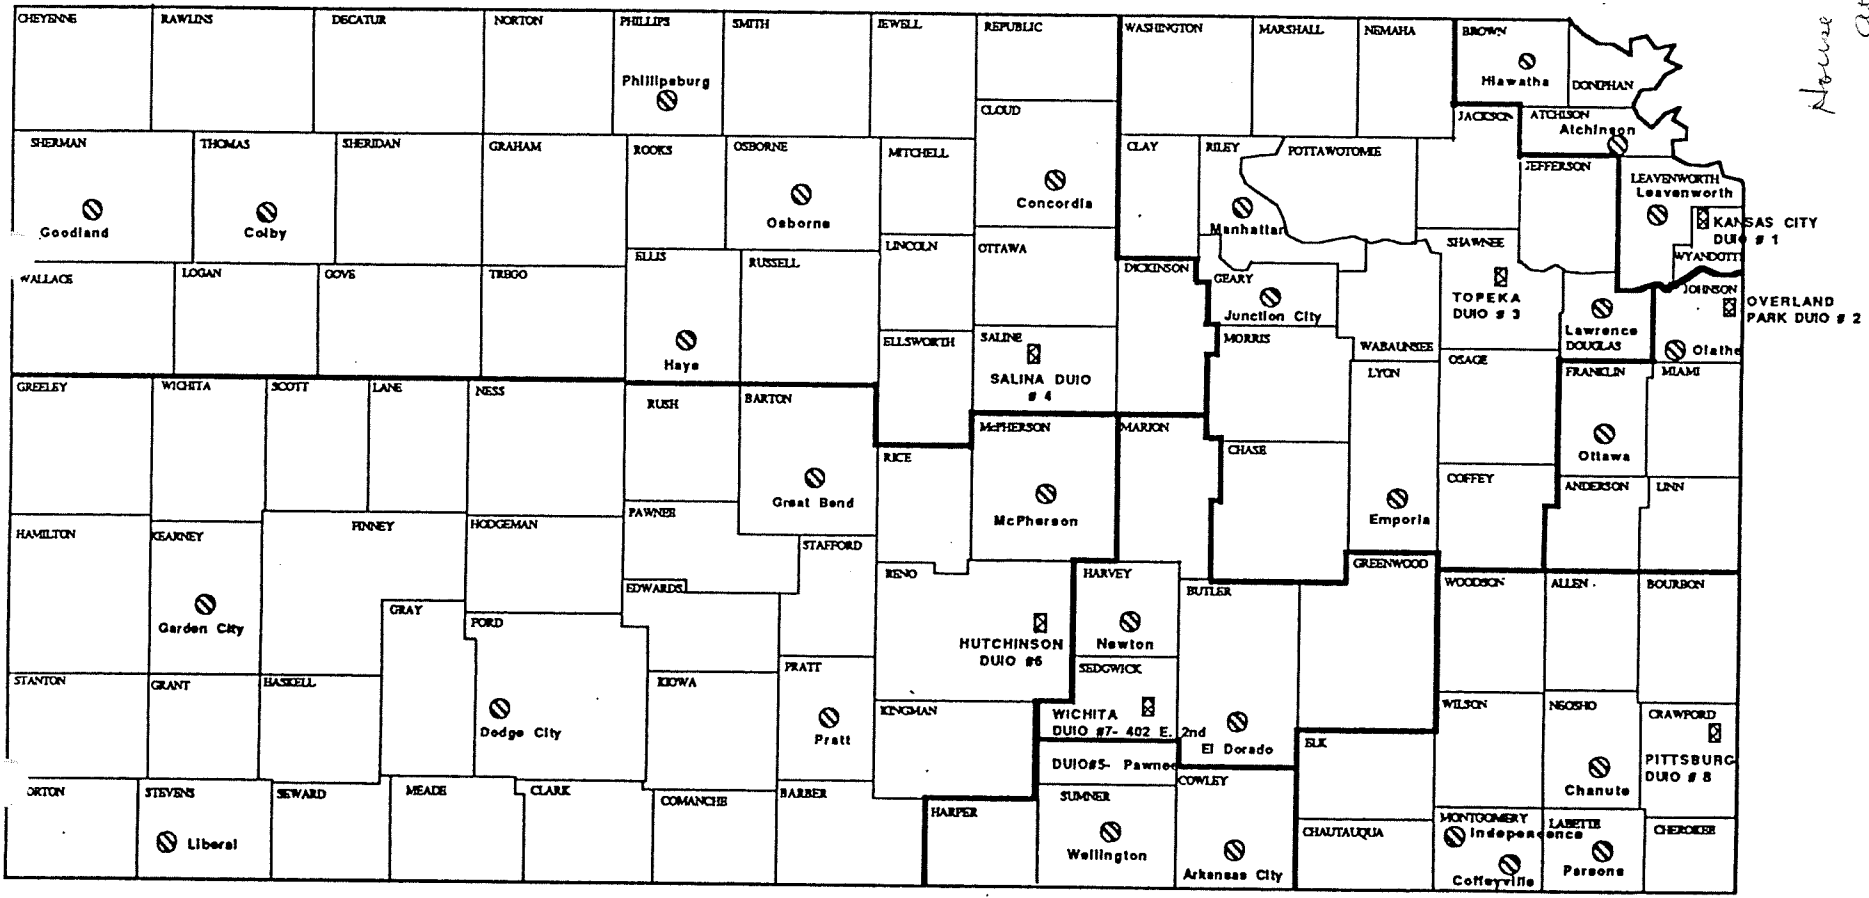 CHEYENNE
RAWLINS
DECATUR
NORTON
PHILLIPS
SMITH
JEWELL
REPUBLIC
WASHINGTON
MARSHALL
NEMAHA
BROWN
House
Phillipsburg
Hiawatha
DONIPHAN
CLOUD
JACKSON
ATCHISON
Atchinson
SHERMAN
THOMAS
SHERIDAN
GRAHAM
ROOKS
OSBORNE
MITCHELL
CLAY
RILEY
POTTAWOTOMIE
JEFFERSON
LEAVENWORTH
Leavenworth
Goodland
Colby
Osborne
Concordia
Manhattan
KANSAS CITY
DUIO # 1
LINCOLN
OTTAWA
SHAWNEE
WYANDOTT
WALLACE
LOGAN
GOVE
TREGO
ELLIS
RUSSELL
DICKINSON
GEARY
JOHNSON
TOPEKA
DUIO # 3
OVERLAND
PARK DUIO # 2
Junction City
Lawrence
DOUGLAS
ELLSWORTH
SALINE
MORRIS
WABAUNSEE
OSAGE
Olathe
Hays
SALINA DUIO
# 4
GREELEY
WICHITA
SCOTT
LANE
NESS
RUSH
BARTON
LYON
FRANKLIN
MIAMI
McPHERSON
MARION
CHASE
Ottawa
RICE
COFFEY
ANDERSON
LINN
Great Bend
McPherson
Emporia
HAMILTON
KEARNEY
FINNEY
HODGEMAN
PAWNEE
STAFFORD
RENO
HARVEY
BUTLER
GREENWOOD
WOODSON
ALLEN
BOURBON
EDWARDS
GRAY
FORD
Garden City
HUTCHINSON
DUIO #6
Newton
SEDGWICK
STANTON
GRANT
HASKELL
KIOWA
PRATT
KINGMAN
WILSON
NEOSHO
CRAWFORD
Dodge City
Pratt
WICHITA
DUIO #7- 402 E. 2nd
El Dorado
ELK
DUIO#5- Pawnee
PITTSBURG
DUIO # 8
COWLEY
Chanute
ORTON
STEVENS
SEWARD
MEADE
CLARK
COMANCHE
BARBER
HARPER
SUMNER
CHAUTAUQUA
MONTGOMERY
Independence
LABETTE
CHEROKEE
Liberal
Wellington
Arkansas City
Coffeyville
Parsons